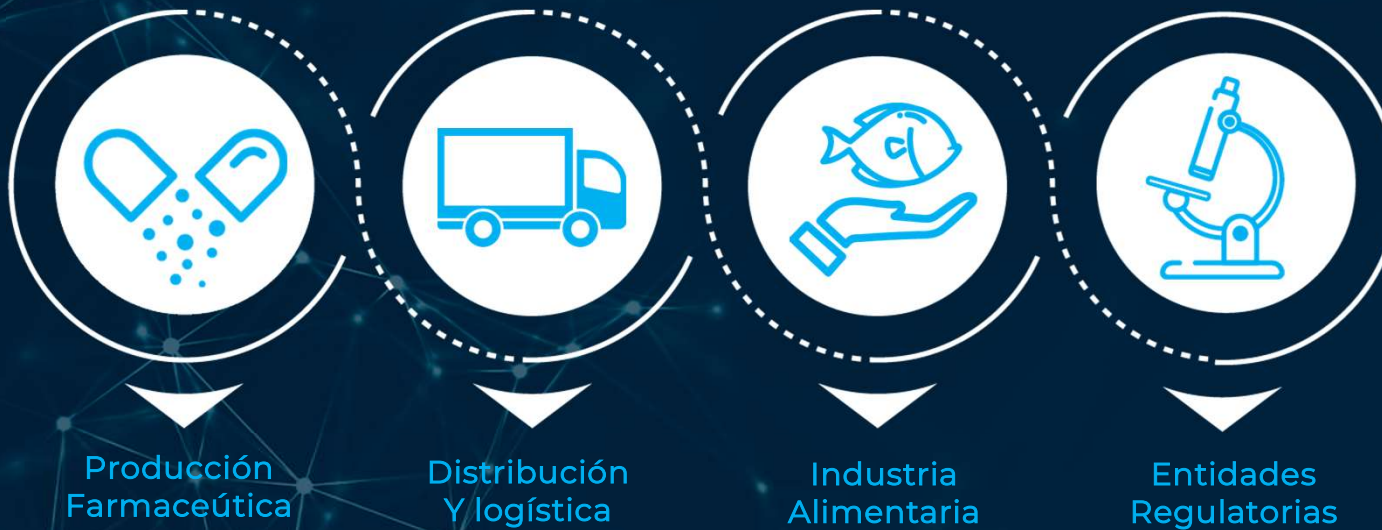 Producción
Farmaceútica
Distribución
Y logística
Industria
Alimentaria
Entidades
Regulatorias